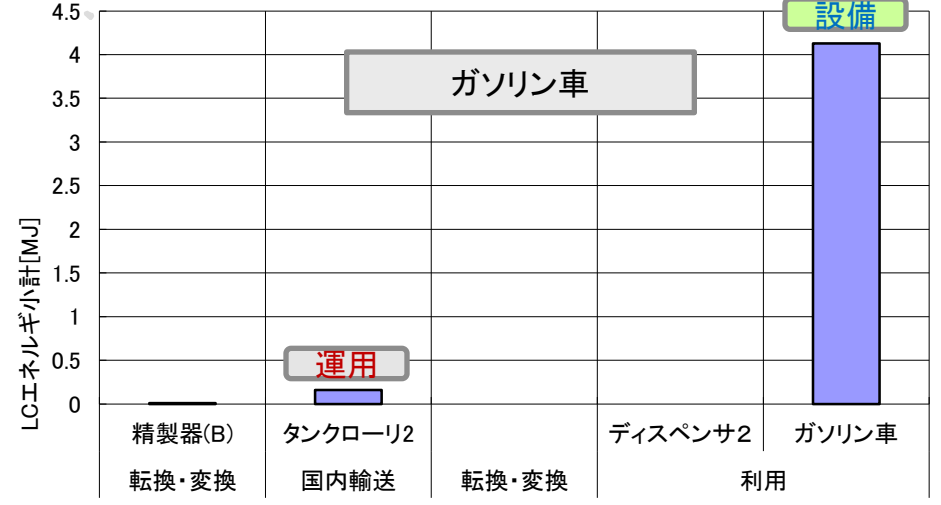 設備
ガソリン車
運用
LCエネルギ小計[MJ]
4.5
4
3.5
3
2.5
2
1.5
1
0.5
0
精製器(B)
タンクローリ2
ディスペンサ2
ガソリン車
転換・変換
国内輸送
転換・変換
利用